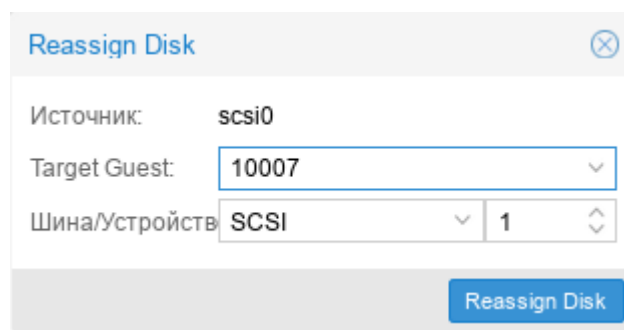 Reassign Disk
Источник: scsi0
Target Guest: 10007
Шина/Устройств SCSI 1
Reassign Disk